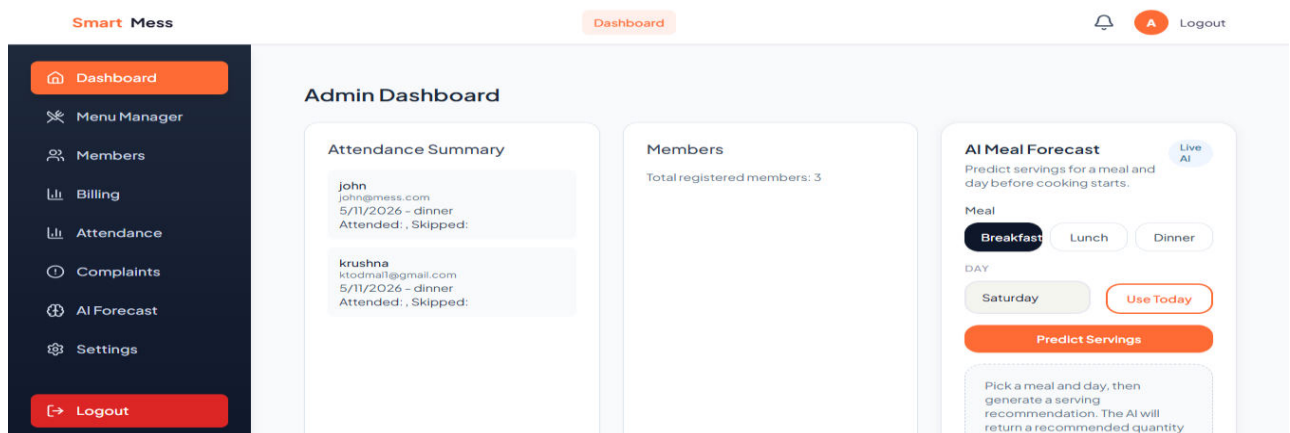 Smart Mess
Dashboard
A
Logout
Dashboard
Menu Manager
Members
Billing
Attendance
Complaints
AI Forecast
Settings
Logout
Admin Dashboard
Attendance Summary
john
john@mess.com
5/11/2026 - dinner
Attended: , Skipped:
krushna
ktodmal1@gmail.com
5/11/2026 - dinner
Attended: , Skipped:
Members
Total registered members: 3
AI Meal Forecast
Live
AI
Predict servings for a meal and
day before cooking starts.
Meal
Breakfast
Lunch
Dinner
DAY
Saturday
Use Today
Predict Servings
Pick a meal and day, then
generate a serving
recommendation. The AI will
return a recommended quantity